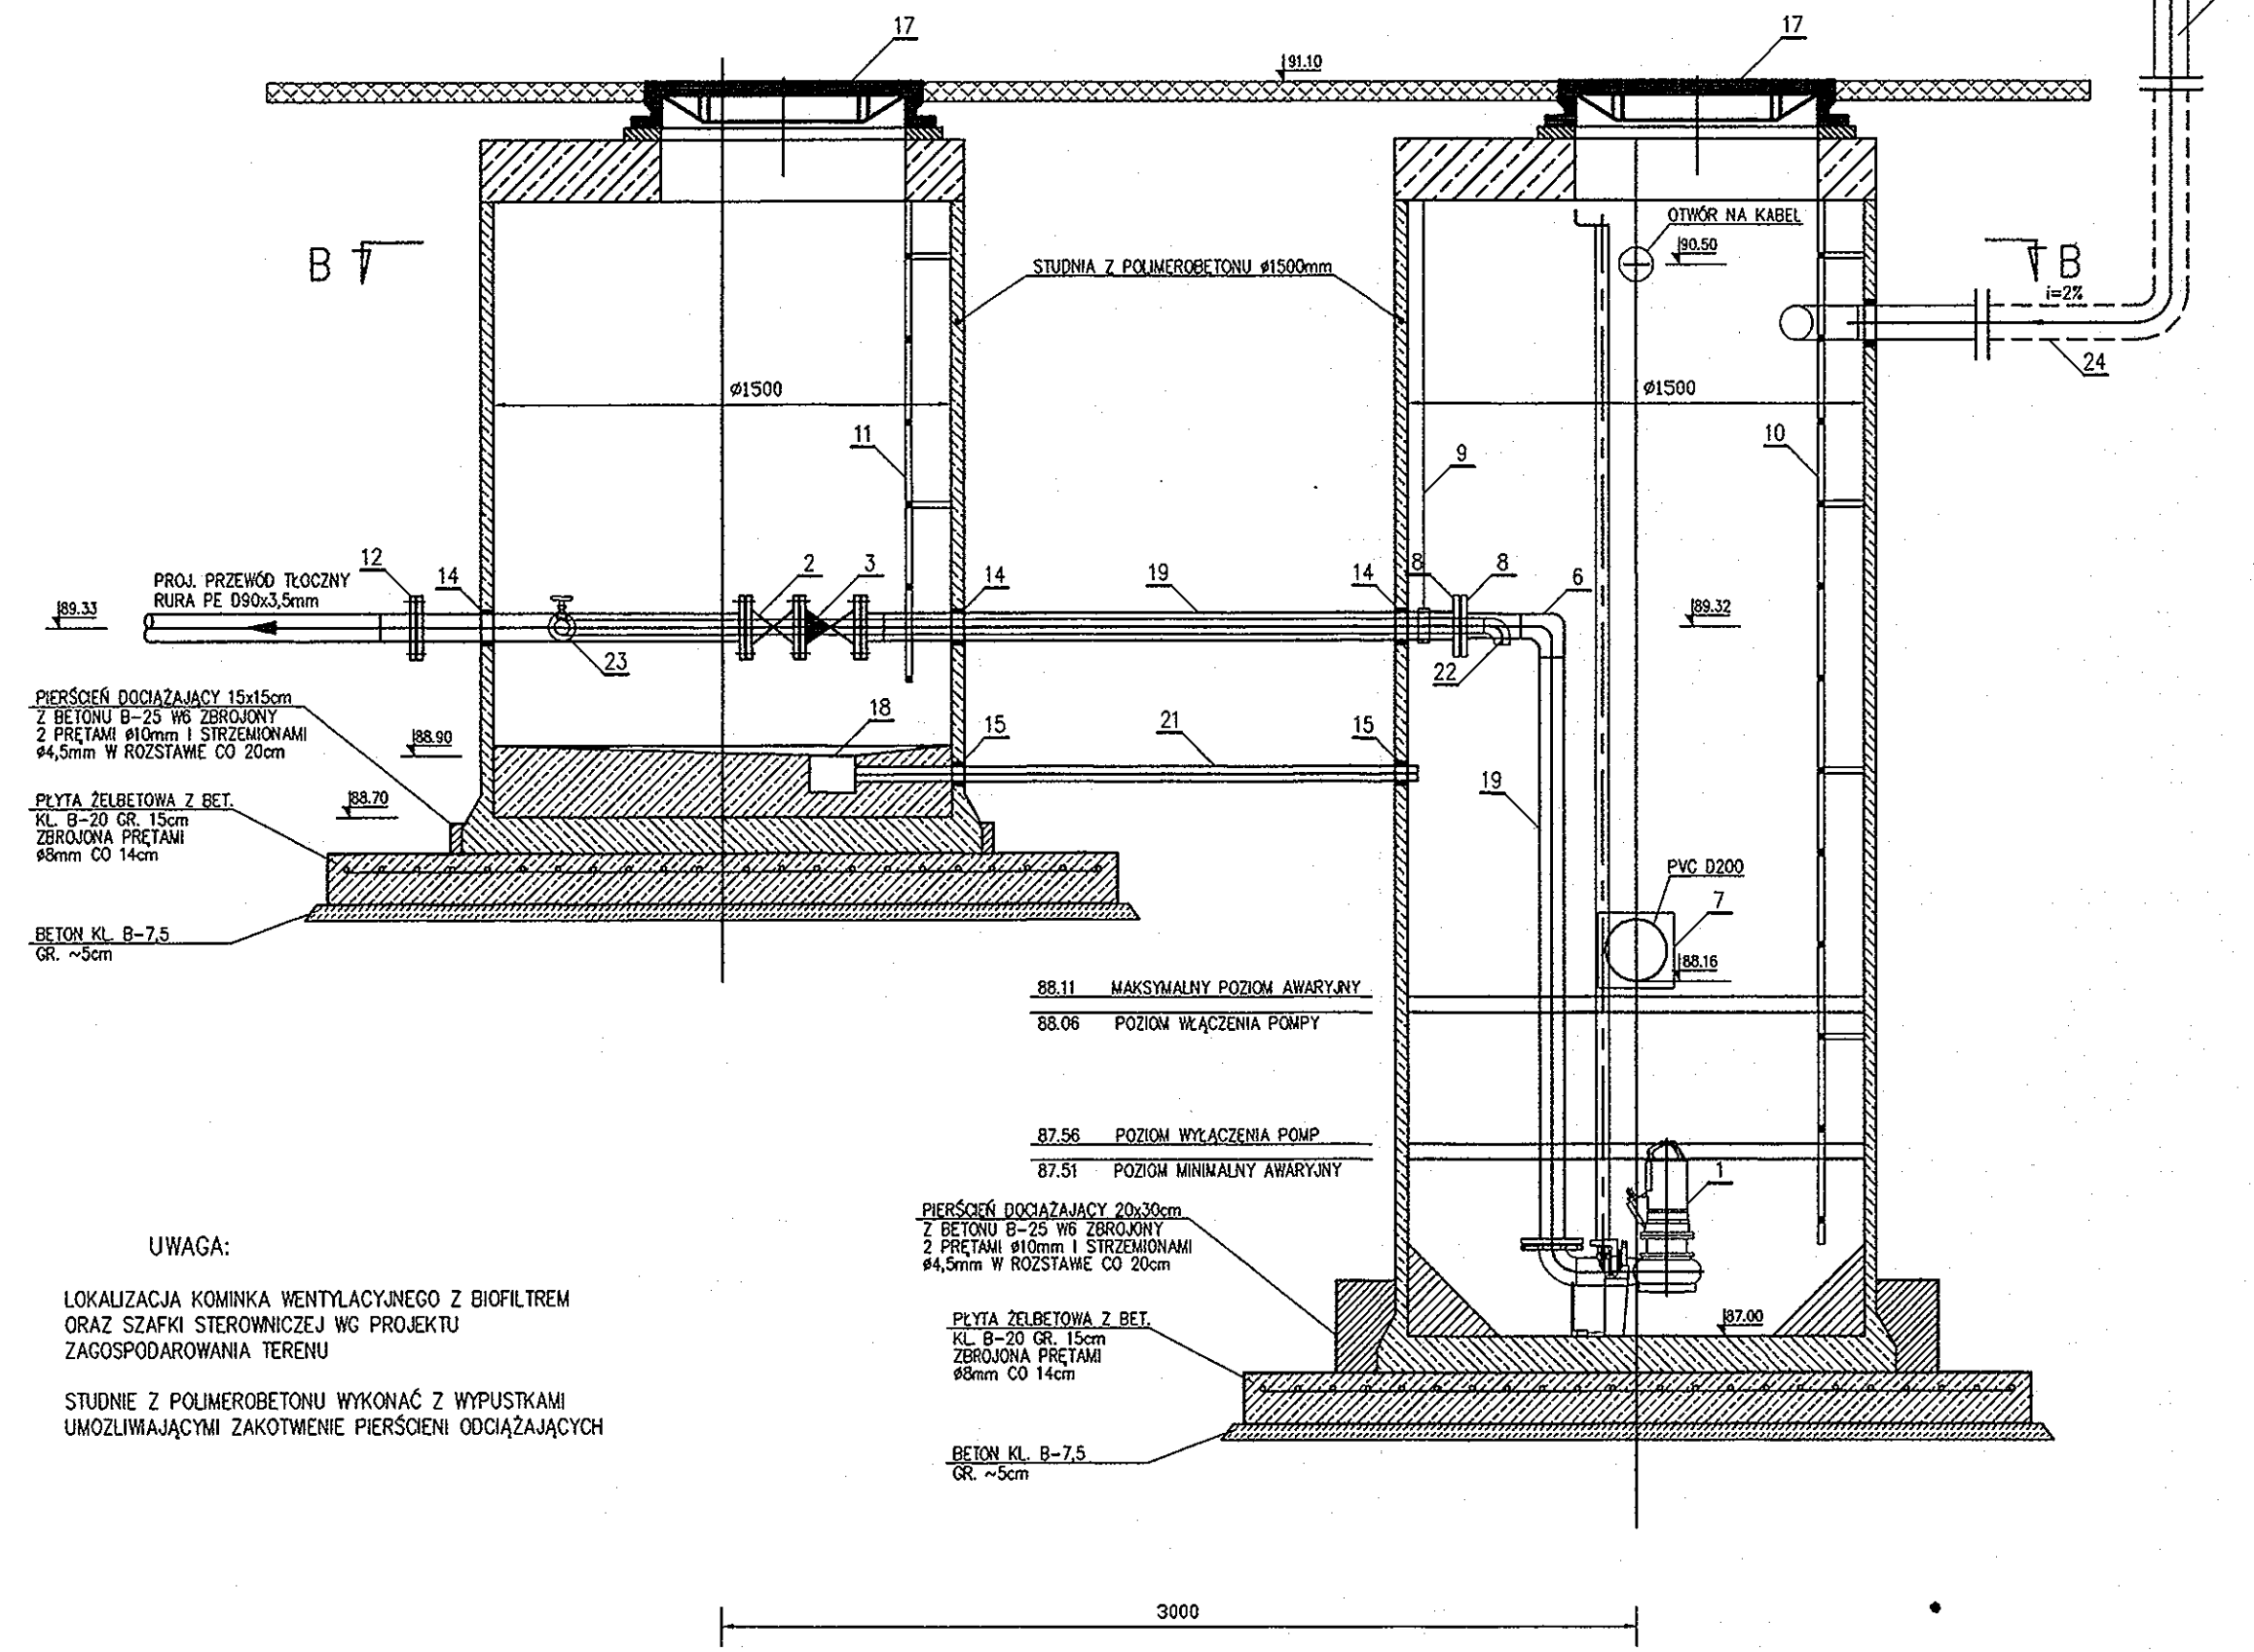 17
17
91.10
OTWÓR NA KABEL
90.50
B
B
STUDNIA Z POLIMEROBETONU ø1500mm
i=2%
24
ø1500
ø1500
11
10
9
12
14
2
3
14
19
14
8
8
6
PROJ. PRZEWÓD TŁOCZNY
RURA PE D90x3,5mm
89.33
89.32
23
22
PIERŚCIEŃ DOCIĄŻAJĄCY 15x15cm
Z BETONU B-25 W6 ZBROJONY
2 PRĘTAMI ø10mm I STRZEMIONAMI
ø4,5mm W ROZSTAWIE CO 20cm
88.90
18
15
21
15
19
88.70
PŁYTA ŻELBETOWA Z BET.
KL. B-20 GR. 15cm
ZBROJONA PRĘTAMI
ø8mm CO 14cm
PVC D200
7
BETON KL. B-7,5
GR. ~5cm
88.16
88.11 MAKSYMALNY POZIOM AWARYJNY
88.06 POZIOM WŁĄCZENIA POMPY
87.56 POZIOM WYŁĄCZENIA POMP
87.51 POZIOM MINIMALNY AWARYJNY
1
PIERŚCIEŃ DOCIĄŻAJĄCY 20x30cm
Z BETONU B-25 W6 ZBROJONY
2 PRĘTAMI ø10mm I STRZEMIONAMI
ø4,5mm W ROZSTAWIE CO 20cm
UWAGA:
LOKALIZACJA KOMINKA WENTYLACYJNEGO Z BIOFILTREM
ORAZ SZAFKI STEROWNICZEJ WG PROJEKTU
ZAGOSPODAROWANIA TERENU
87.00
PŁYTA ŻELBETOWA Z BET.
KL. B-20 GR. 15cm
ZBROJONA PRĘTAMI
ø8mm CO 14cm
STUDNIE Z POLIMEROBETONU WYKONAĆ Z WYPUSTKAMI
UMOZLIWIAJĄCYMI ZAKOTWIENIE PIERŚCIENI ODCIĄŻAJĄCYCH
BETON KL. B-7,5
GR. ~5cm
3000